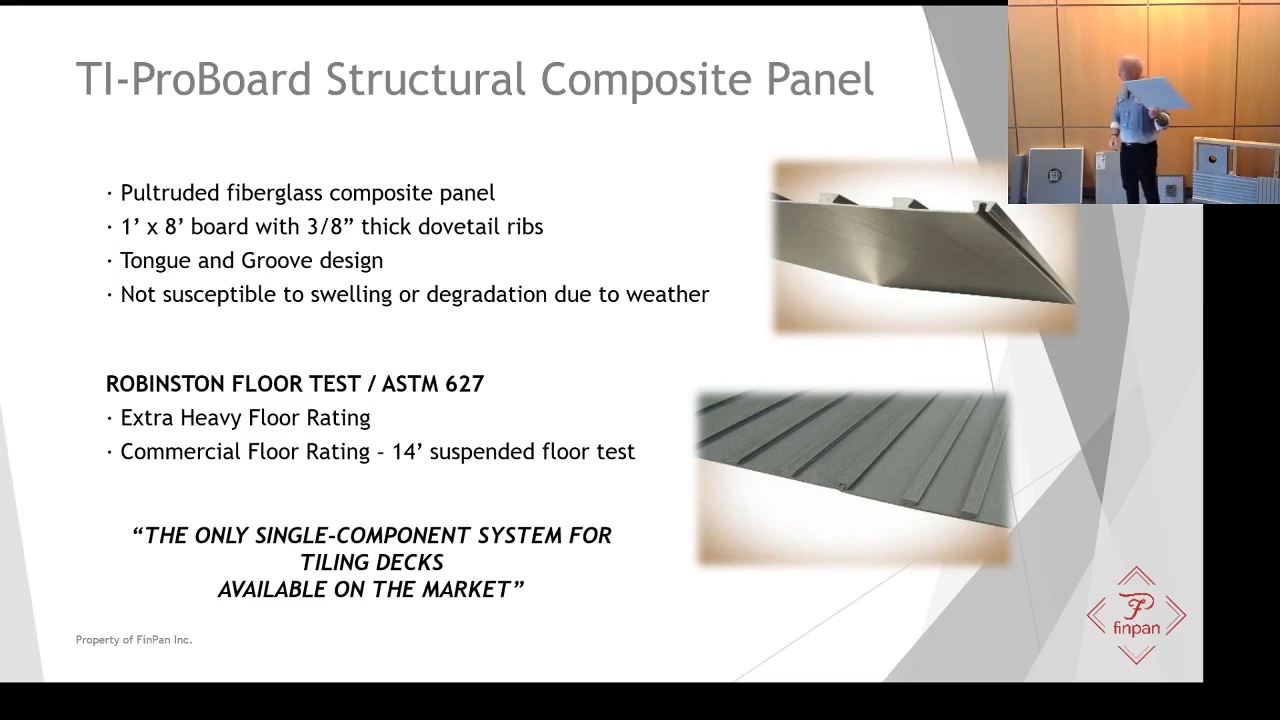 TI-ProBoard Structural Composite Panel
· Pultruded fiberglass composite panel
· 1’ x 8’ board with 3/8” thick dovetail ribs
· Tongue and Groove design
· Not susceptible to swelling or degradation due to weather
ROBINSTON FLOOR TEST / ASTM 627
· Extra Heavy Floor Rating
· Commercial Floor Rating – 14’ suspended floor test
“THE ONLY SINGLE-COMPONENT SYSTEM FOR
TILING DECKS
AVAILABLE ON THE MARKET”
Property of FinPan Inc.
finpan